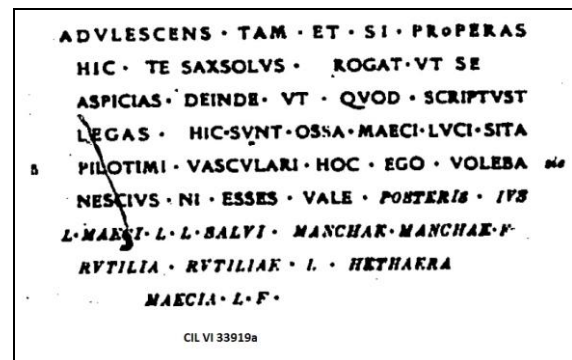 ADVLESCENS · TAM · ET · SI · PROPERAS
HIC · TE SAXSOLVS · ROGAT · VT SE
ASPICIAS · DEINDE · VT · QVOD · SCRIPTVST
LEGAS · HIC · SVNT · OSSA · MAECI · LVCI · SITA
PILOTIMI · VASCVLARI · HOC · EGO · VOLEBA sic
NESCIVS · NI · ESSES · VALE · POSTERIS · IVS
L · MAECI · L · L · SALVI · MANCHAE · MANCHAE · F
RVTILIA · RVTILIAE · L · HETHAERA
MAECIA · L · F ·
CIL VI 33919a